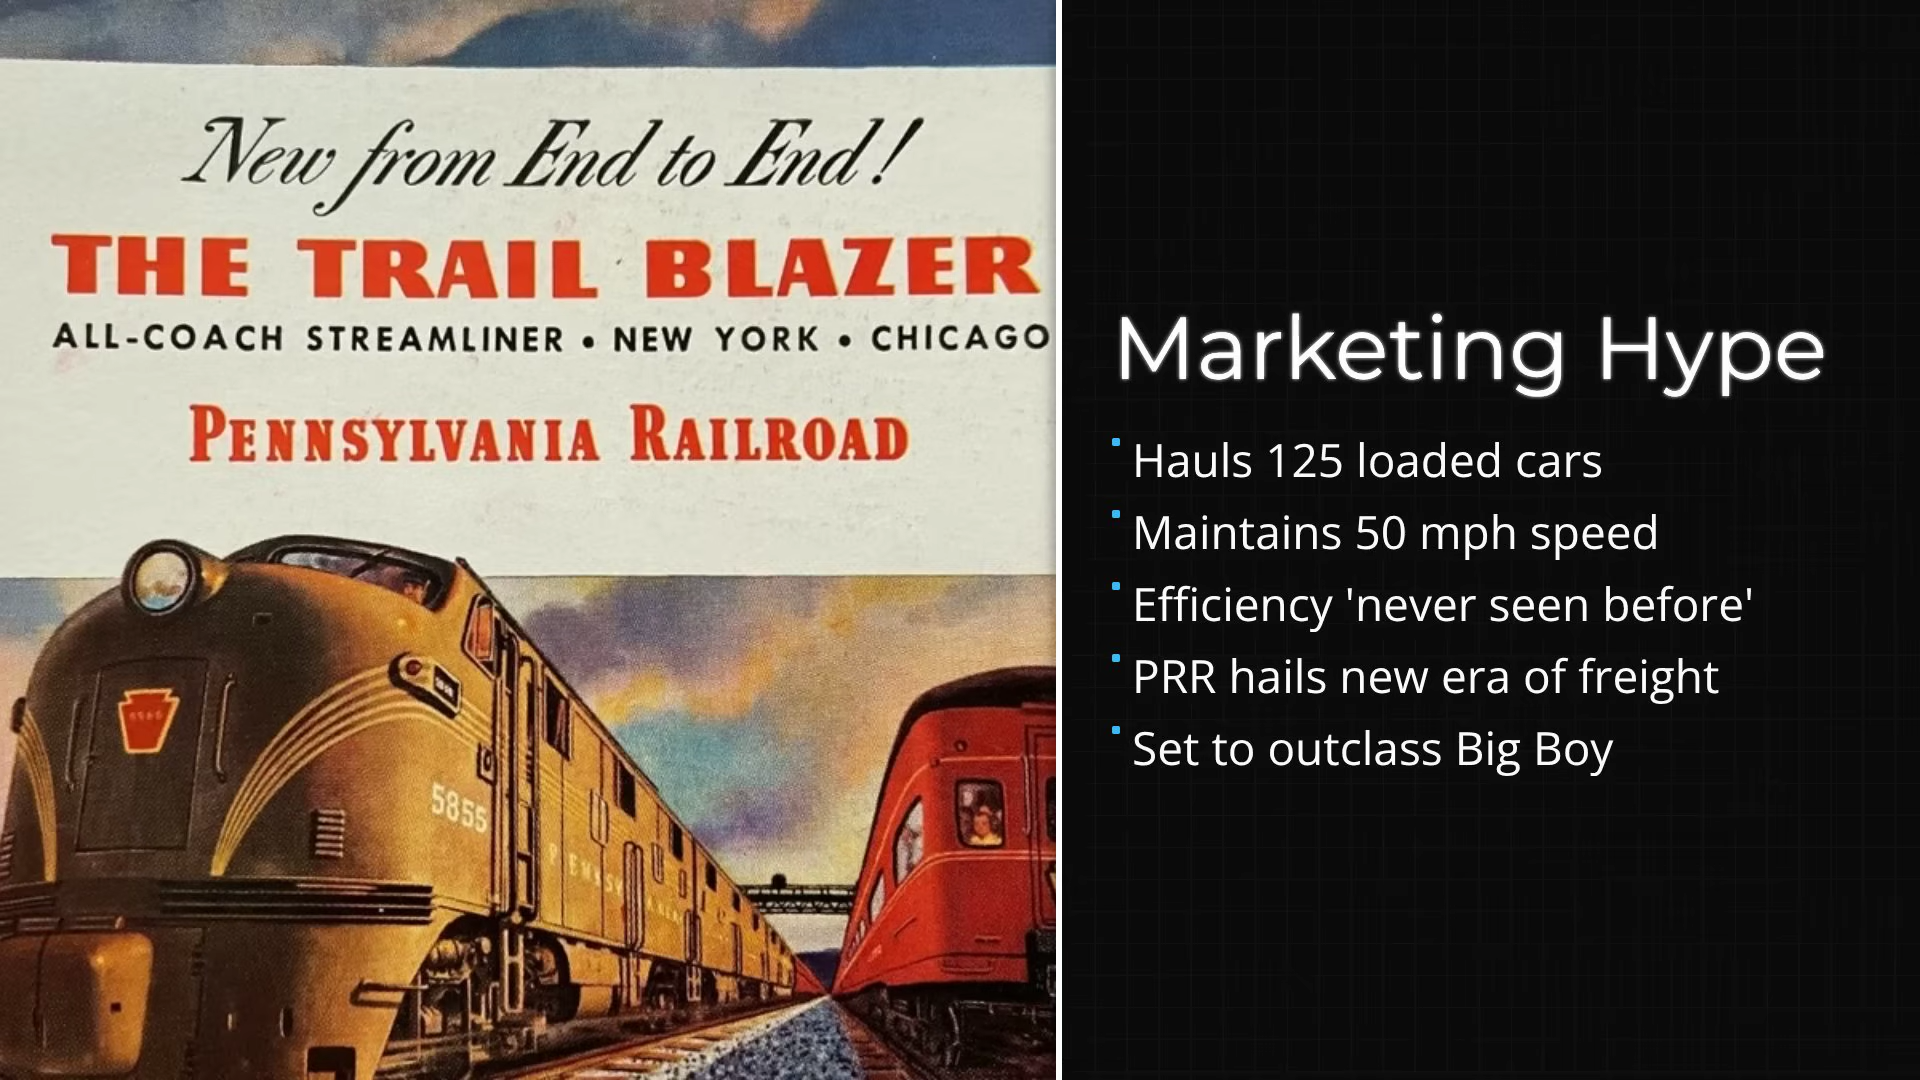 New from End to End!
THE TRAIL BLAZER
ALL-COACH STREAMLINER • NEW YORK • CHICAGO
PENNSYLVANIA RAILROAD
5855
Marketing Hype
Hauls 125 loaded cars
Maintains 50 mph speed
Efficiency 'never seen before'
PRR hails new era of freight
Set to outclass Big Boy